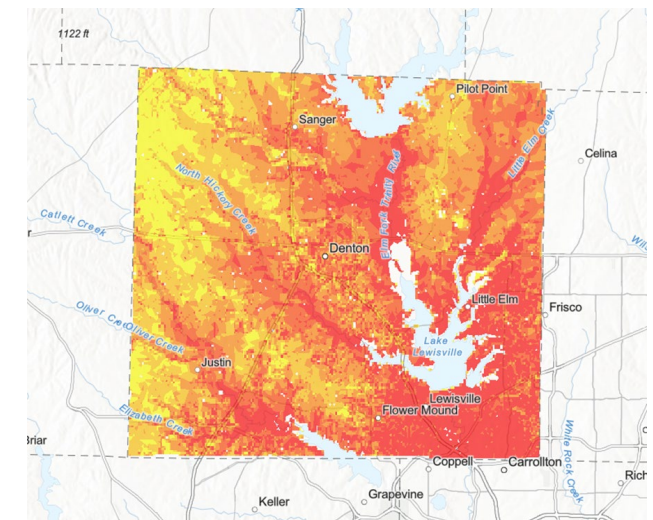 1122 ft
Pilot Point
Sanger
Little Elm Creek
Celina
North Hickory Creek
Elm Fork Trinity River
Catlett Creek
Denton
Little Elm
Frisco
Oliver Creek
Oliver Creek
Lake
Lewisville
Justin
Lewisville
Flower Mound
Elizabeth Creek
Briar
White Rock Creek
Coppell
Carrollton
Keller
Grapevine